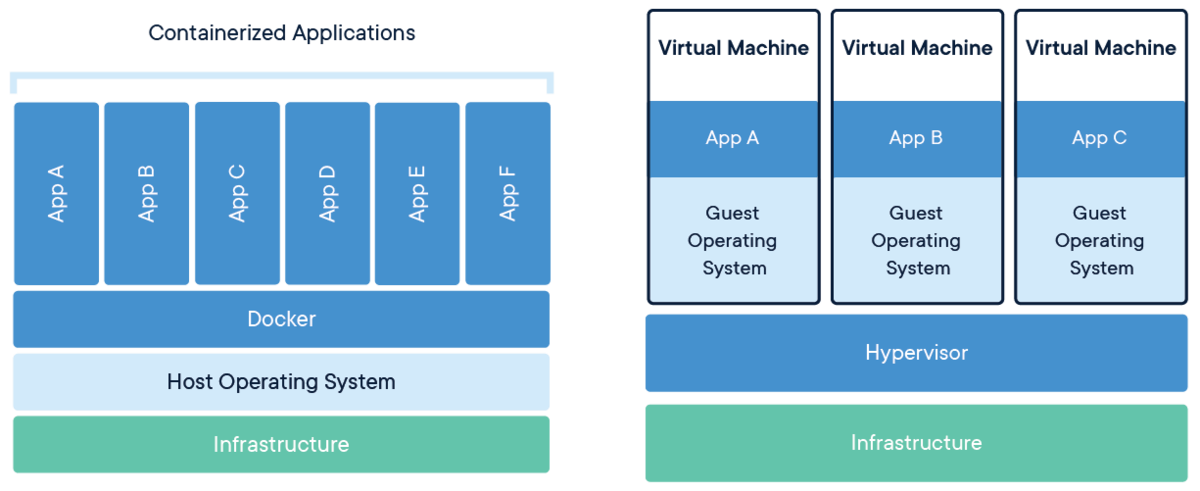 Containerized Applications
App A
App B
App C
App D
App E
App F
Docker
Host Operating System
Infrastructure
Virtual Machine
App A
Guest
Operating
System
Virtual Machine
App B
Guest
Operating
System
Virtual Machine
App C
Guest
Operating
System
Hypervisor
Infrastructure